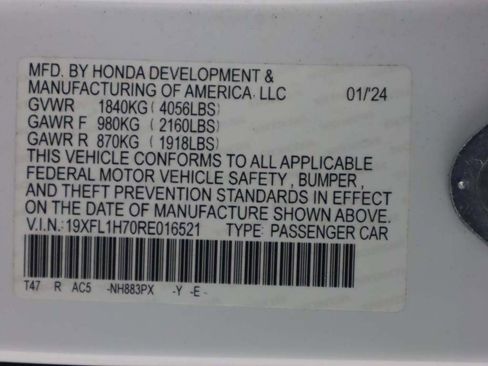 MFD. BY HONDA DEVELOPMENT &
MANUFACTURING OF AMERICA LLC 01/'24
GVWR 1840KG (4056LBS)
GAWR F 980KG (2160LBS)
GAWR R 870KG (1918LBS)
THIS VEHICLE CONFORMS TO ALL APPLICABLE
FEDERAL MOTOR VEHICLE SAFETY, BUMPER,
AND THEFT PREVENTION STANDARDS IN EFFECT
ON THE DATE OF MANUFACTURE SHOWN ABOVE.
V.I.N.:19XFL1H70RE016521 TYPE: PASSENGER CAR
T47 R AC5 -NH883PX -Y -E-